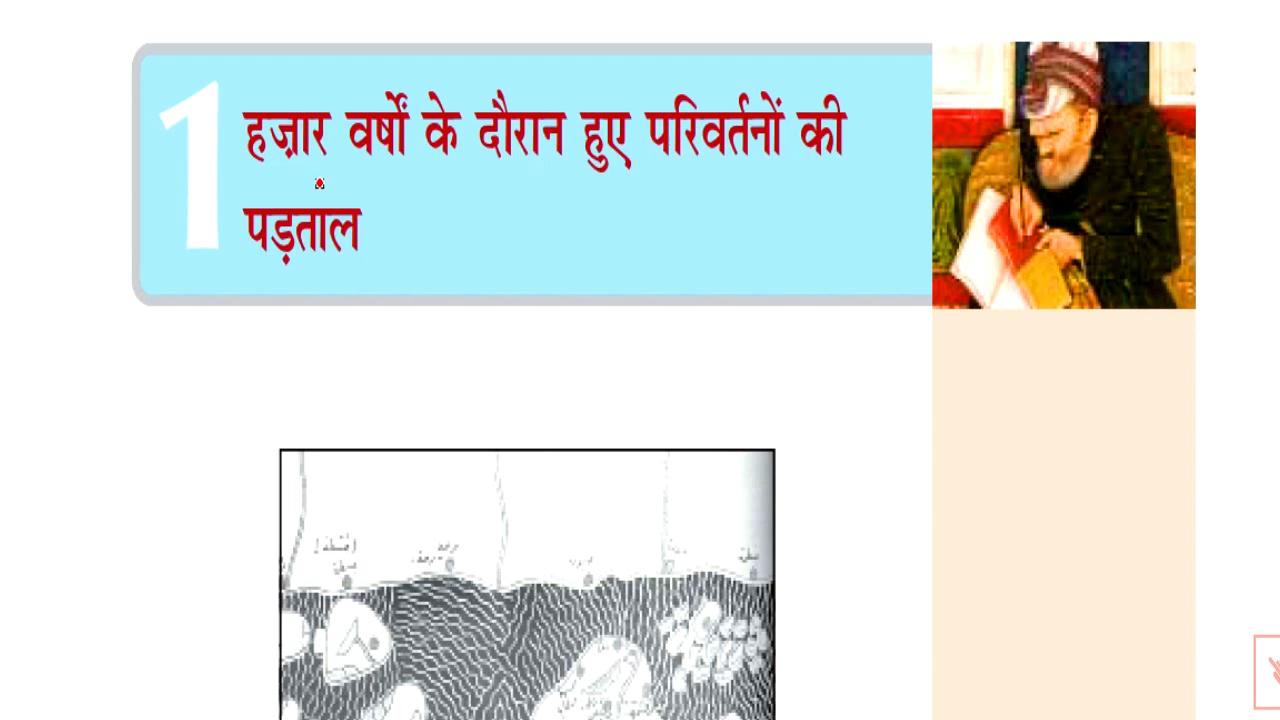 1
हज़ार वर्षों के दौरान हुए परिवर्तनों की
पड़ताल